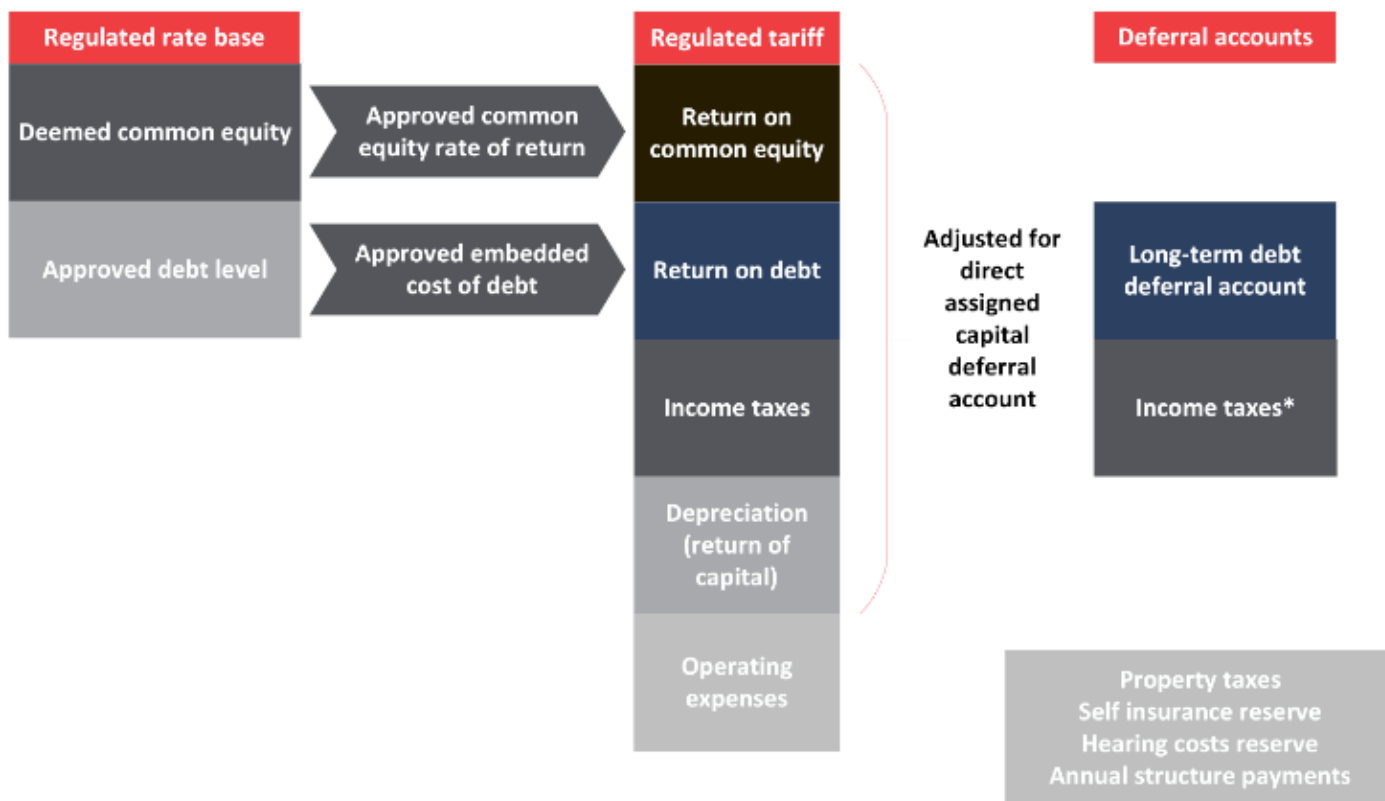 Regulated rate base
Deemed common equity
Approved debt level
Approved common
equity rate of return
Approved embedded
cost of debt
Regulated tariff
Return on
common equity
Return on debt
Income taxes
Depreciation
(return of
capital)
Operating
expenses
Adjusted for
direct
assigned
capital
deferral
account
Deferral accounts
Long-term debt
deferral account
Income taxes*
Property taxes
Self insurance reserve
Hearing costs reserve
Annual structure payments